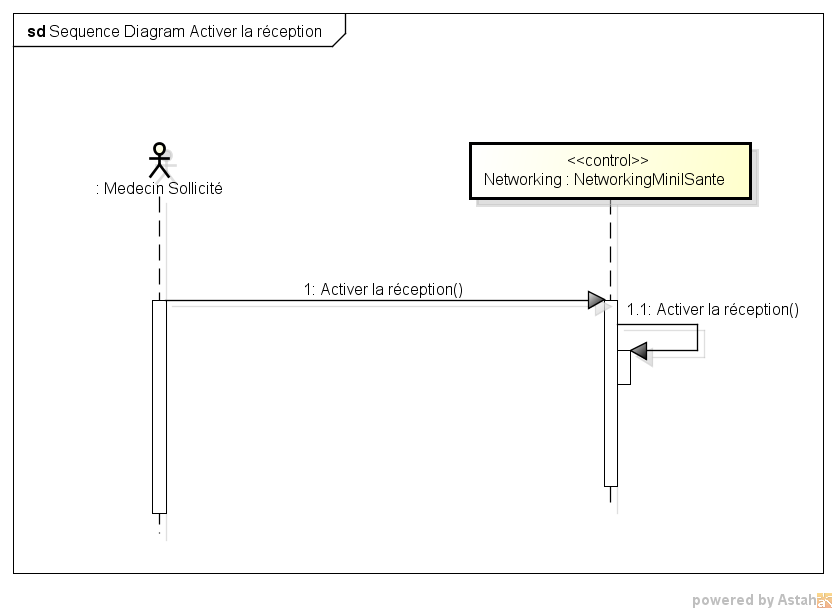 sd Sequence Diagram Activer la réception
: Medecin Sollicité
<<control>>
Networking : NetworkingMinilSante
1: Activer la réception()
1.1: Activer la réception()
powered by Astah